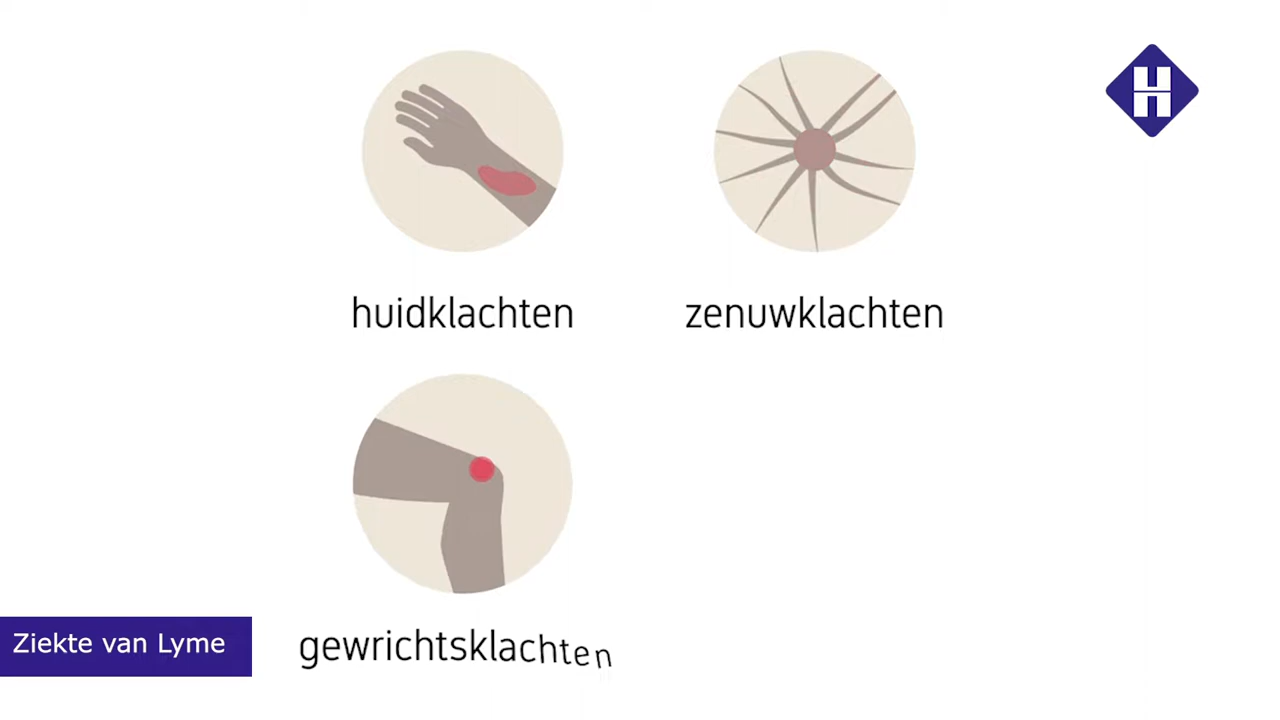 H
huidklachten
zenuwklachten
gewrichtsklachten
Ziekte van Lyme